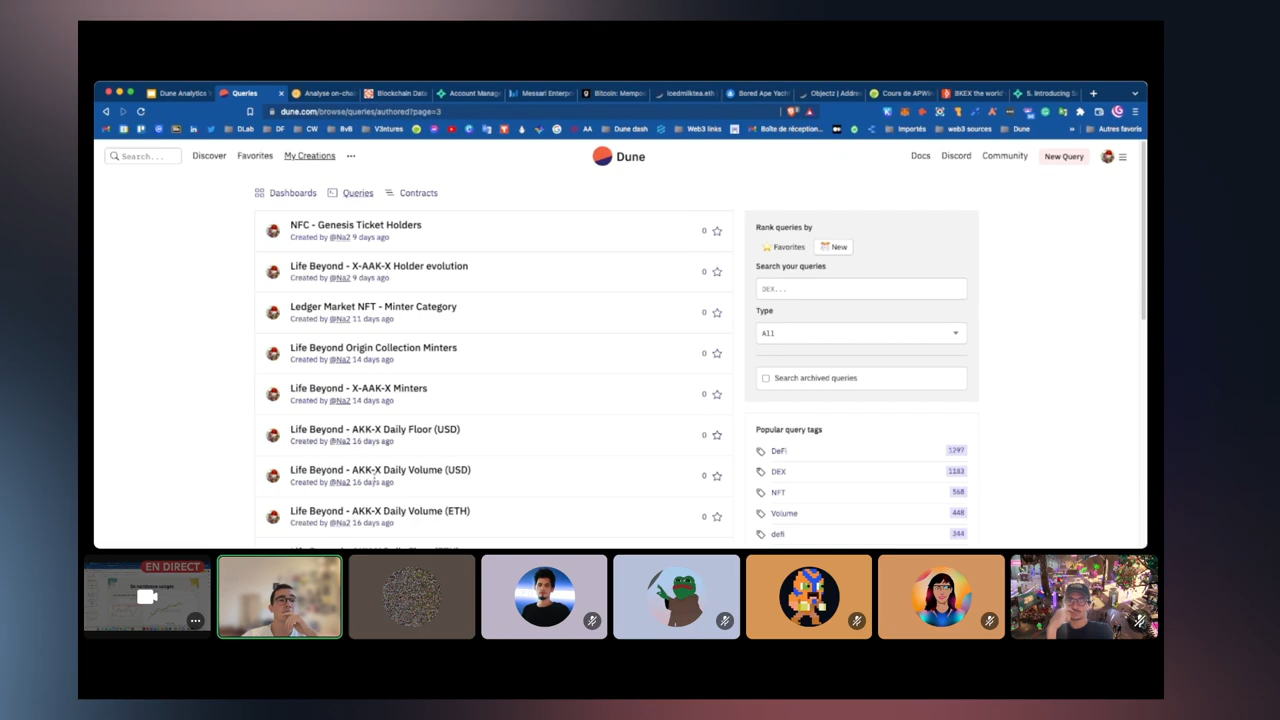 Dune Analytics
Queries
Analyse on-chai
Blockchain Data
Account Manag
Messari Enterpr
Bitcoin: Mempoo
icedmilktea.eth
Bored Ape Yach
Objectz | Addre
Cours de APWin
BKEX the world'
5. Introducing S
dune.com/browse/queries/authored?page=3
DLab
DF
CW
BvB
V3ntures
AA
Dune dash
Web3 links
Boîte de réception...
Importés
web3 sources
Dune
Autres favoris
Search...
Discover
Favorites
My Creations
Dune
Docs
Discord
Community
New Query
Dashboards
Queries
Contracts
NFC - Genesis Ticket Holders
Created by @Na2 9 days ago
0
Life Beyond - X-AAK-X Holder evolution
Created by @Na2 9 days ago
0
Ledger Market NFT - Minter Category
Created by @Na2 11 days ago
0
Life Beyond Origin Collection Minters
Created by @Na2 14 days ago
0
Life Beyond - X-AAK-X Minters
Created by @Na2 14 days ago
0
Life Beyond - AKK-X Daily Floor (USD)
Created by @Na2 16 days ago
0
Life Beyond - AKK-X Daily Volume (USD)
Created by @Na2 16 days ago
0
Life Beyond - AKK-X Daily Volume (ETH)
Created by @Na2 16 days ago
0
Rank queries by
Favorites
New
Search your queries
DEX...
Type
All
Search archived queries
Popular query tags
DeFi
1297
DEX
1183
NFT
568
Volume
448
defi
344
EN DIRECT